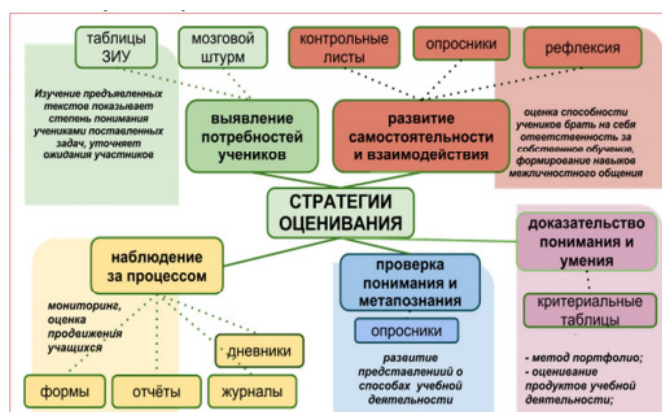 таблицы
ЗИУ
мозговой
штурм
контрольные
листы
опросники
рефлексия
Изучение предъявленных
текстов показывает
степень понимания
учениками поставленных
задач, уточняет
ожидания участников
выявление
потребностей
учеников
развитие
самостоятельности
и взаимодействия
оценка способности
учеников брать на себя
ответственность за
собственное обучение,
формирование навыков
межличностного общения
СТРАТЕГИИ
ОЦЕНИВАНИЯ
наблюдение
за процессом
проверка
понимания и
метапознания
доказательство
понимания и
умения
мониторинг,
оценка
продвижения
учащихся
опросники
критериальные
таблицы
дневники
формы
отчёты
журналы
развитие
представлениий о
способах учебной
деятельности
- метод портфолио;
- оценивание
продуктов учебной
деятельности;